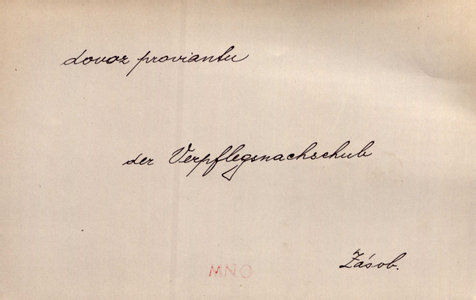 dovoz proviantu
der Verpflegsnachschub
MNO
Zásob.